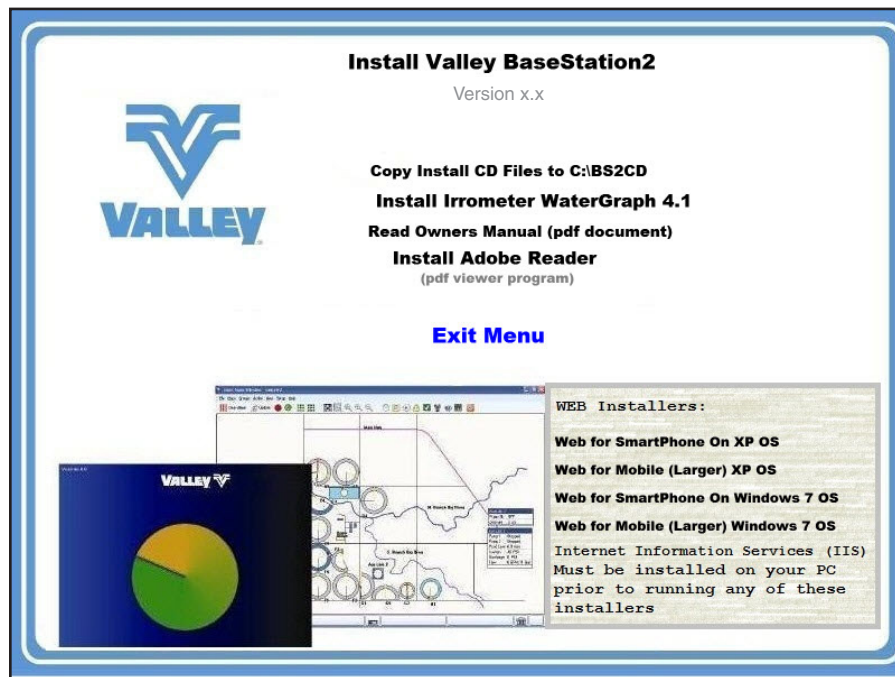 Install Valley BaseStation2
Version x.x
VALLEY
Copy Install CD Files to C:\BS2CD
Install Irrometer WaterGraph 4.1
Read Owners Manual (pdf document)
Install Adobe Reader
(pdf viewer program)
Exit Menu
VALLEY
WEB Installers:
Web for SmartPhone On XP OS
Web for Mobile (Larger) XP OS
Web for SmartPhone On Windows 7 OS
Web for Mobile (Larger) Windows 7 OS
Internet Information Services (IIS)
Must be installed on your PC
prior to running any of these
installers